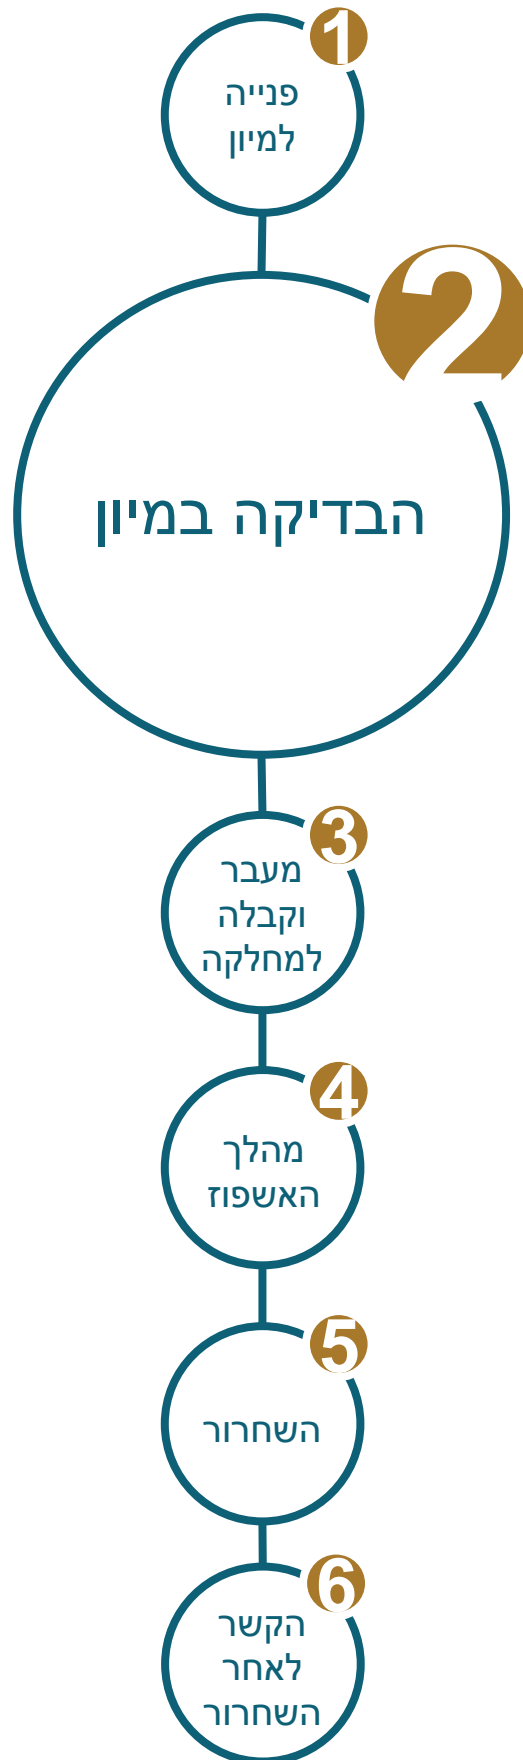 1
פנייה
למיון
2
הבדיקה במיון
3
מעבר
וקבלה
למחלקה
4
מהלך
האשפוז
5
השחרור
6
הקשר
לאחר
השחרור